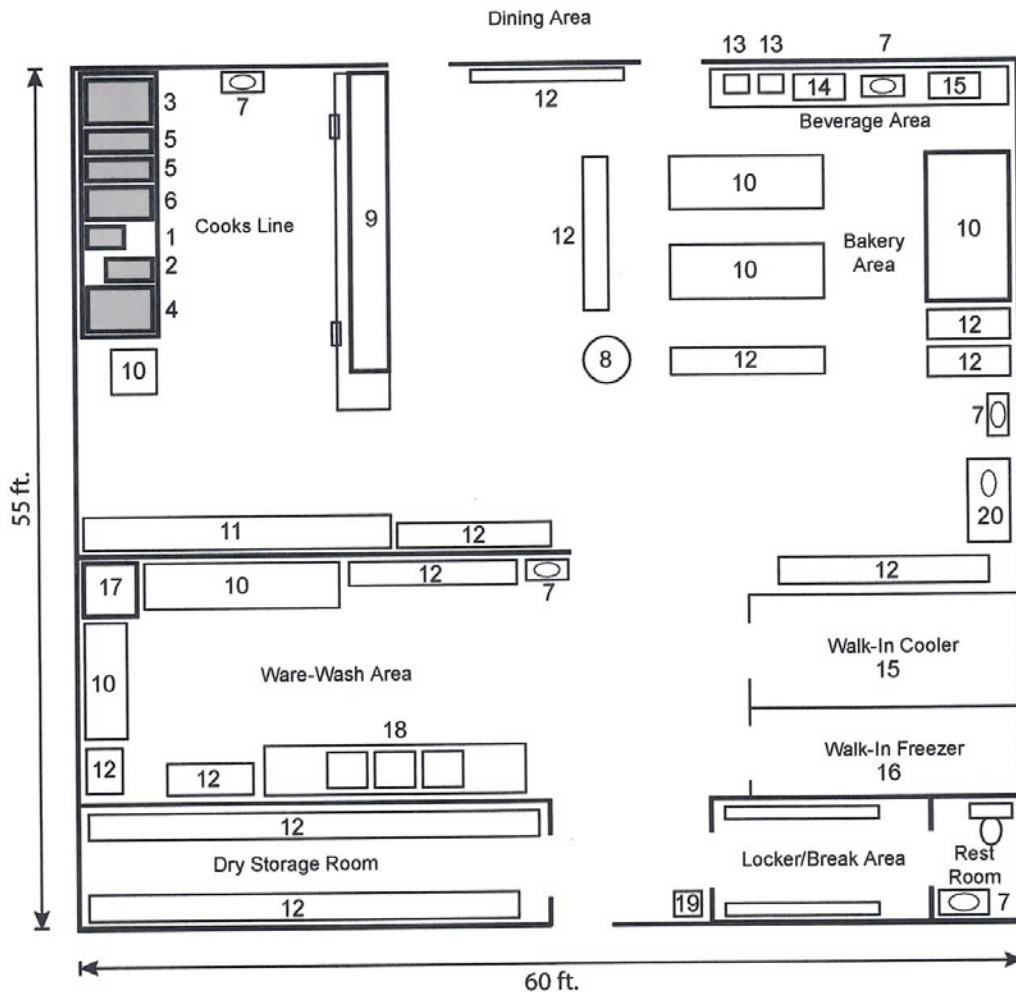 Dining Area
13 13 7
3
7
12
14
15
Beverage Area
5
5
6
1
2
4
Cooks Line
9
12
10
10
Bakery
Area
10
12
12
10
8
12
7
20
55 ft.
11
12
12
17
10
12
7
10
Ware-Wash Area
Walk-In Cooler
15
18
Walk-In Freezer
16
12
12
12
Dry Storage Room
Locker/Break Area
Rest
Room
12
19
7
60 ft.